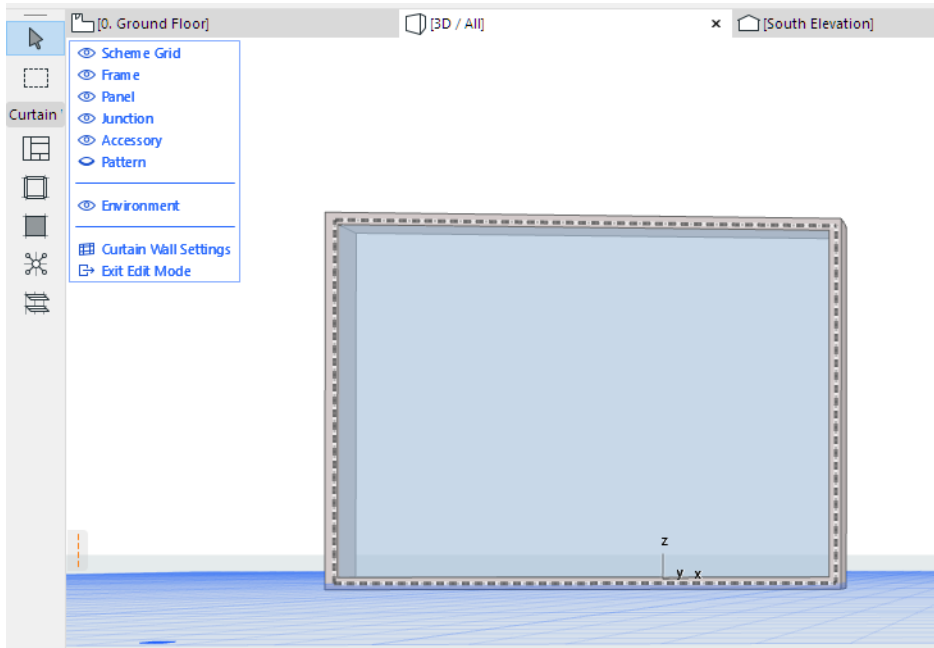 [0. Ground Floor]
[3D / All]
[South Elevation]
Scheme Grid
Frame
Panel
Curtain
Junction
Accessory
Pattern
Environment
Curtain Wall Settings
Exit Edit Mode
z
y x